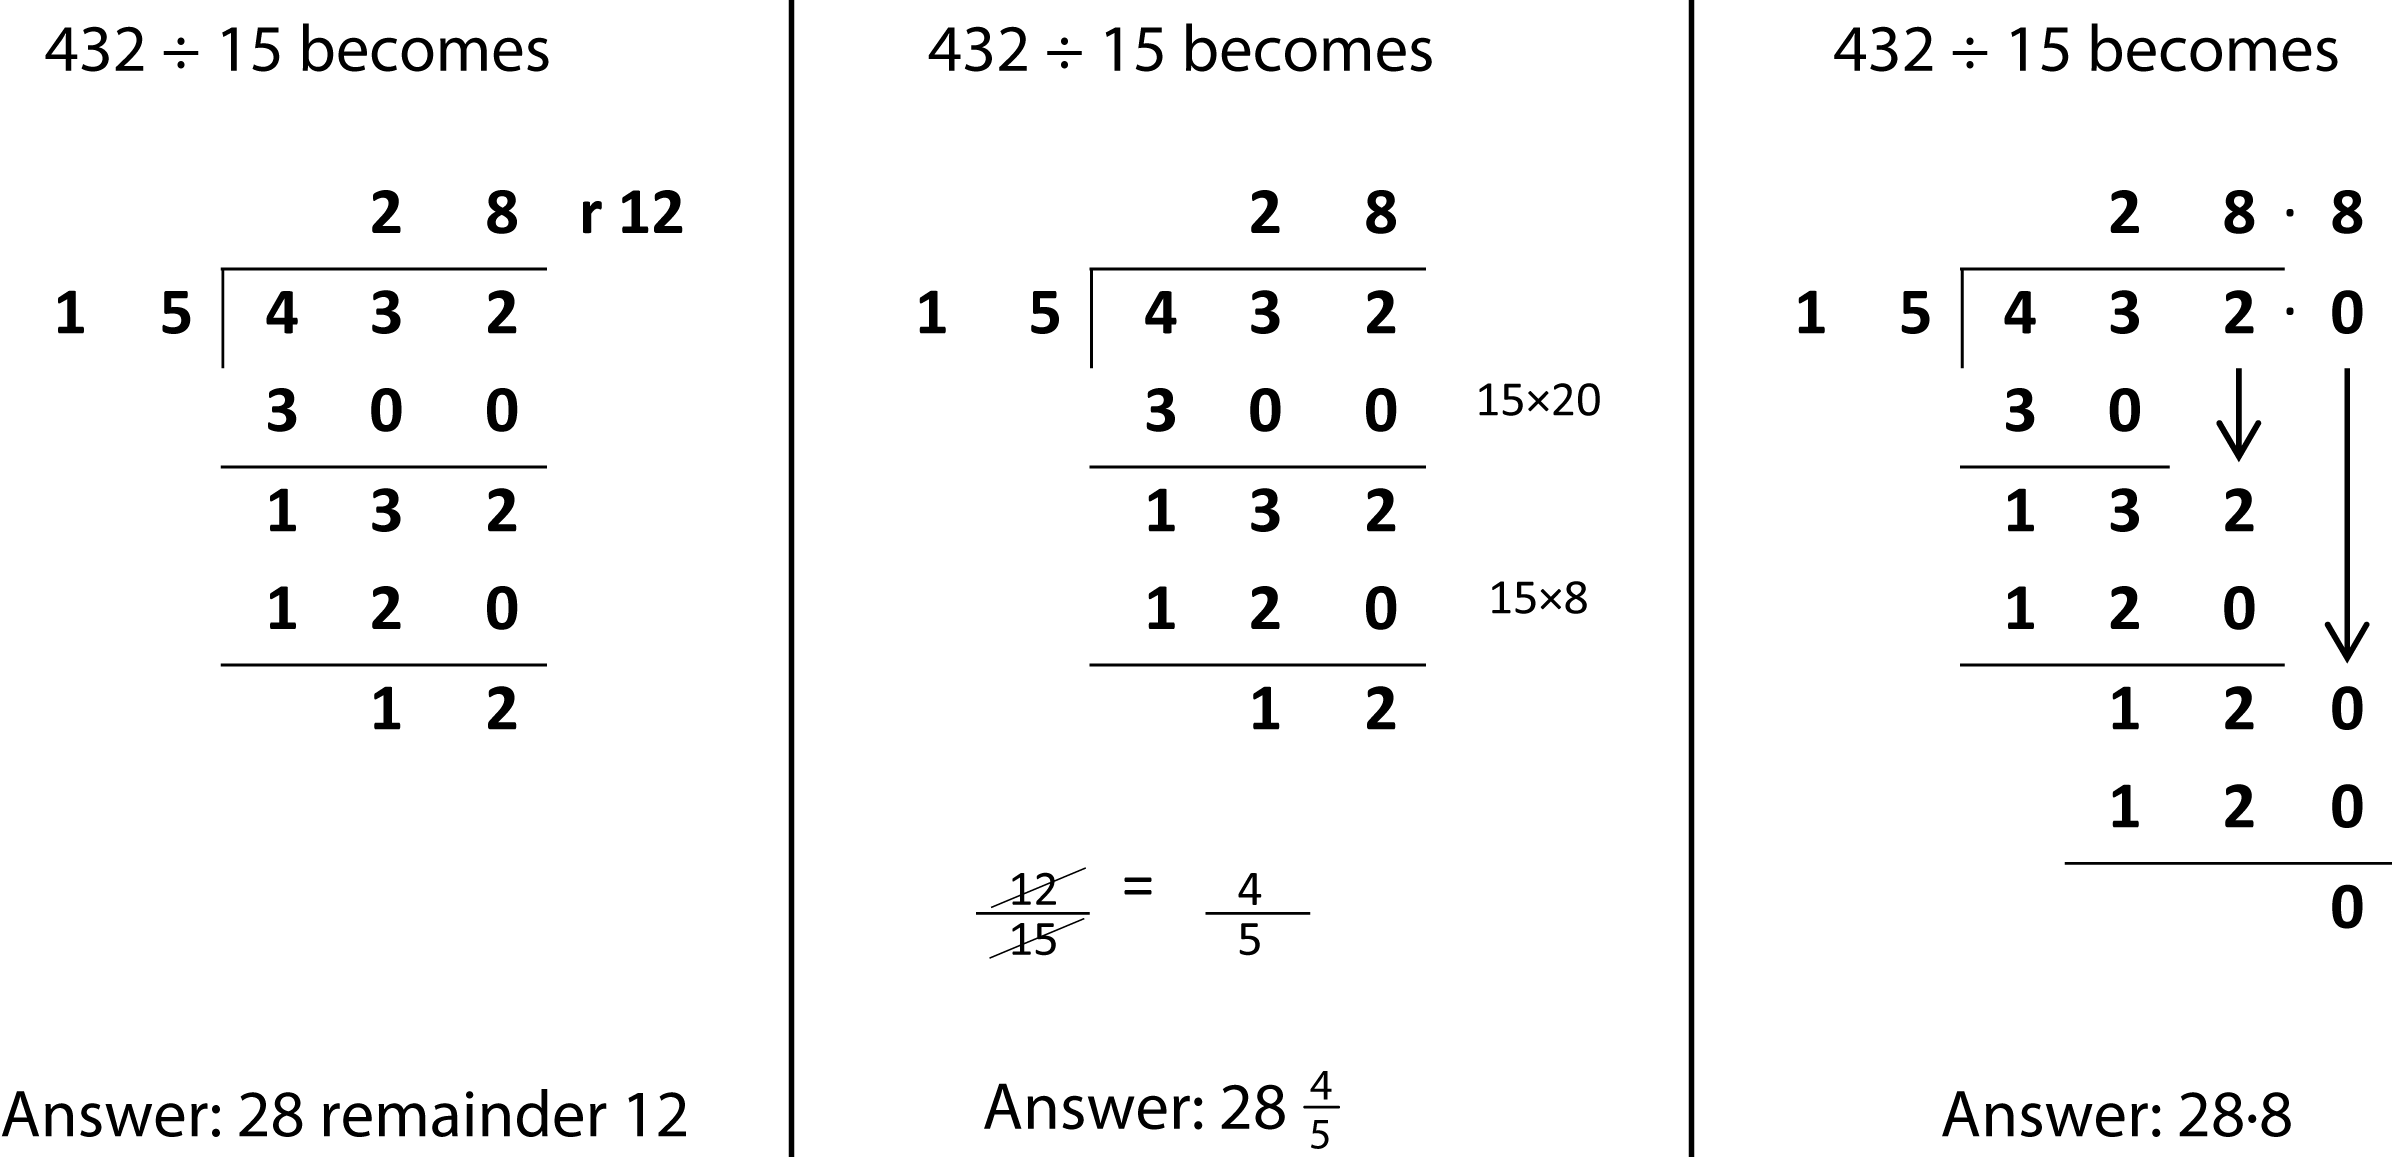 432 ÷ 15 becomes
2 8 r 12
1 5 4 3 2
3 0 0
1 3 2
1 2 0
1 2
Answer: 28 remainder 12
432 ÷ 15 becomes
2 8
1 5 4 3 2
3 0 0 15×20
1 3 2
1 2 0 15×8
1 2
12 = 4
15 5
Answer: 28 4/5
432 ÷ 15 becomes
2 8 · 8
1 5 4 3 2 · 0
3 0
1 3 2
1 2 0
1 2 0
1 2 0
0
Answer: 28·8